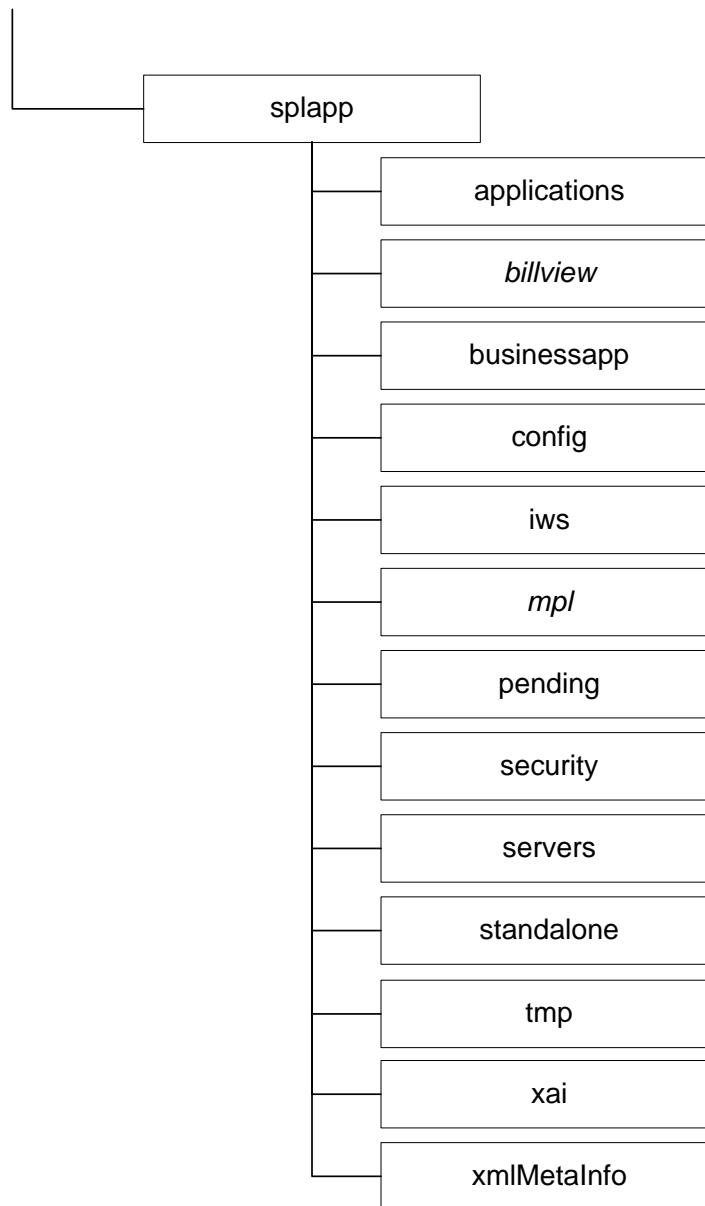 splapp
applications
billview
businessapp
config
iws
mpl
pending
security
servers
standalone
tmp
xai
xmlMetaInfo